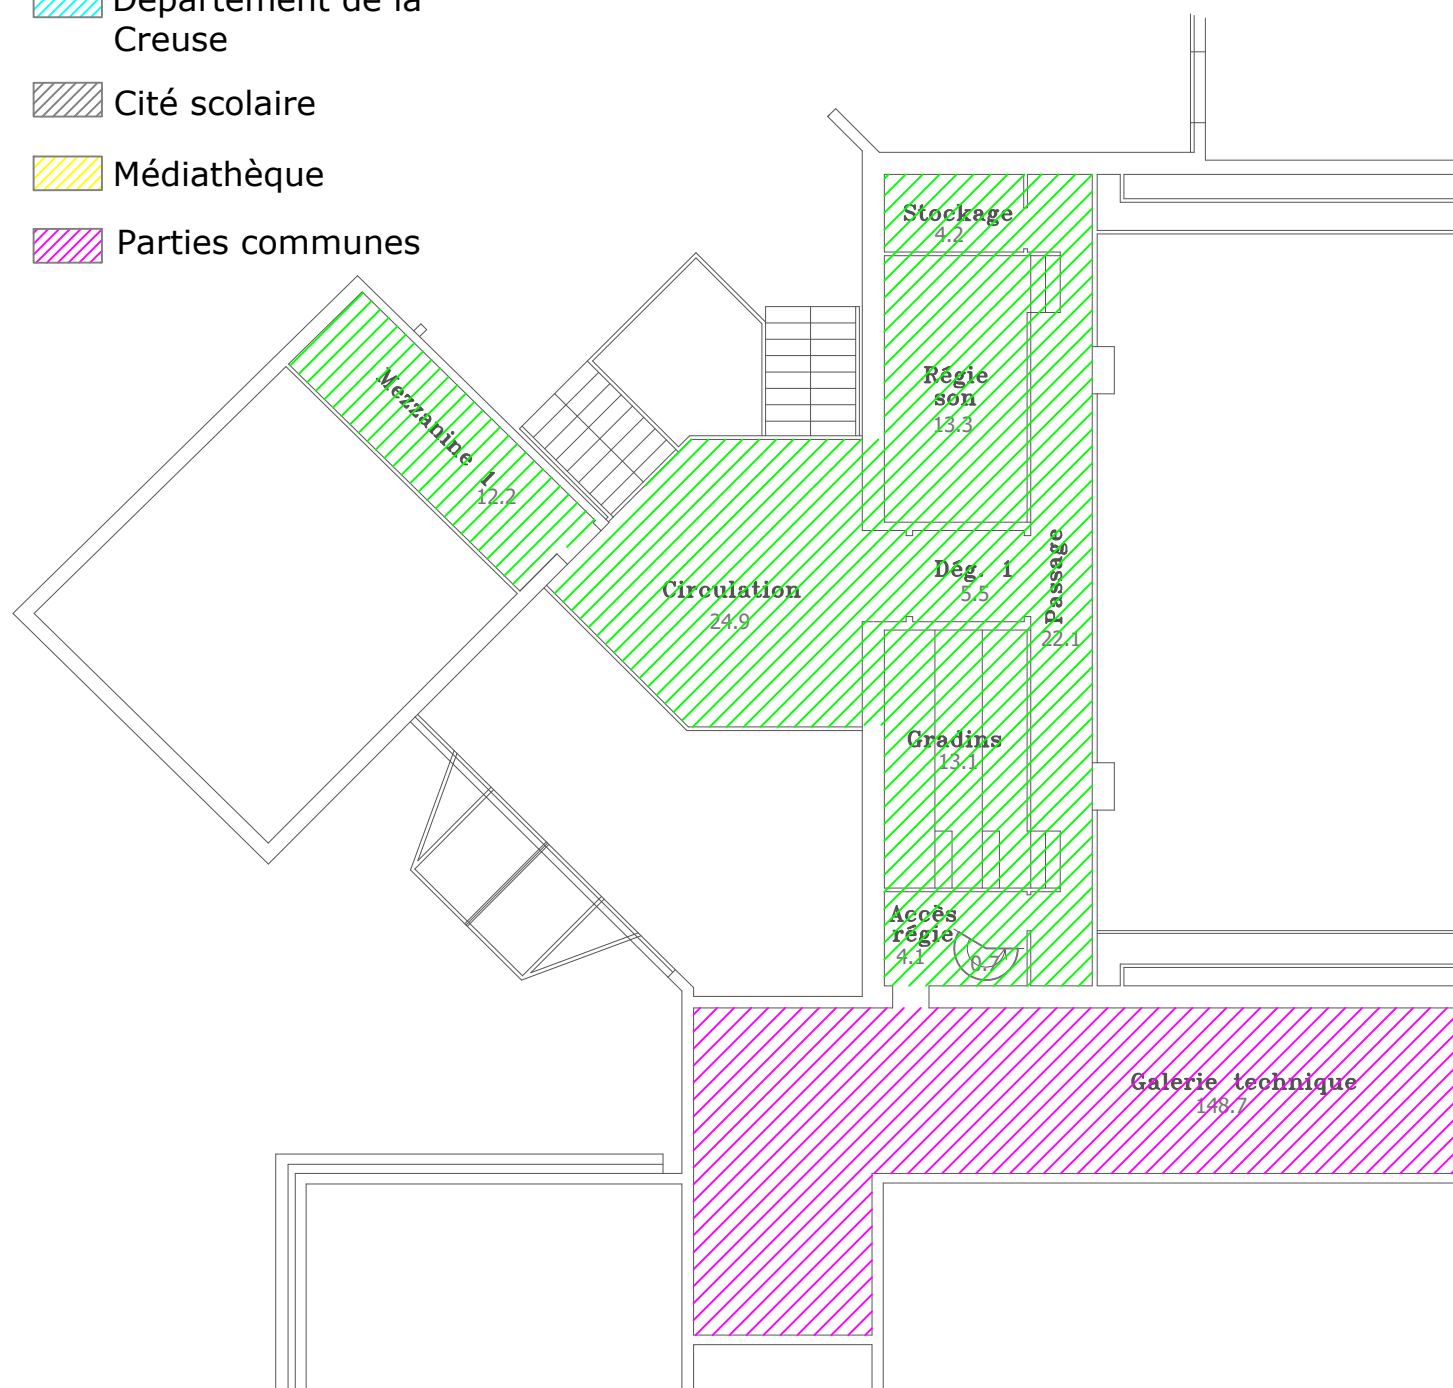 Département de la
Creuse
Cité scolaire
Médiathèque
Parties communes
Stockage
4.2
Régie
son
13.3
Mezzanine 1
12.2
Circulation
24.9
Dég. 1
5.5
Passage
22.1
Gradins
13.1
Accès
régie
4.1
0.7
Galerie technique
148.7